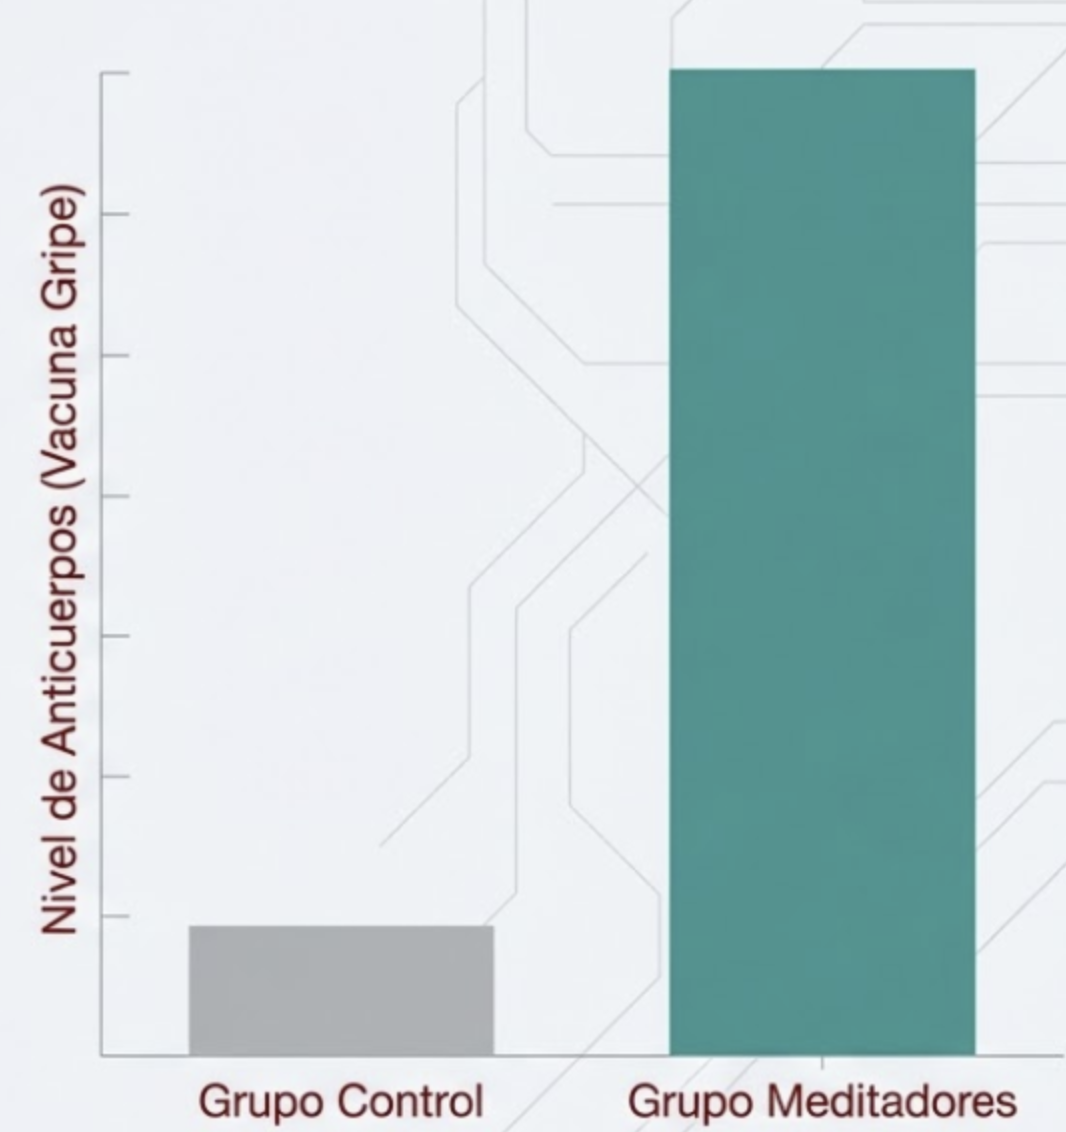 Nivel de Anticuerpos (Vacuna Gripe)
Grupo Control
Grupo Meditadores